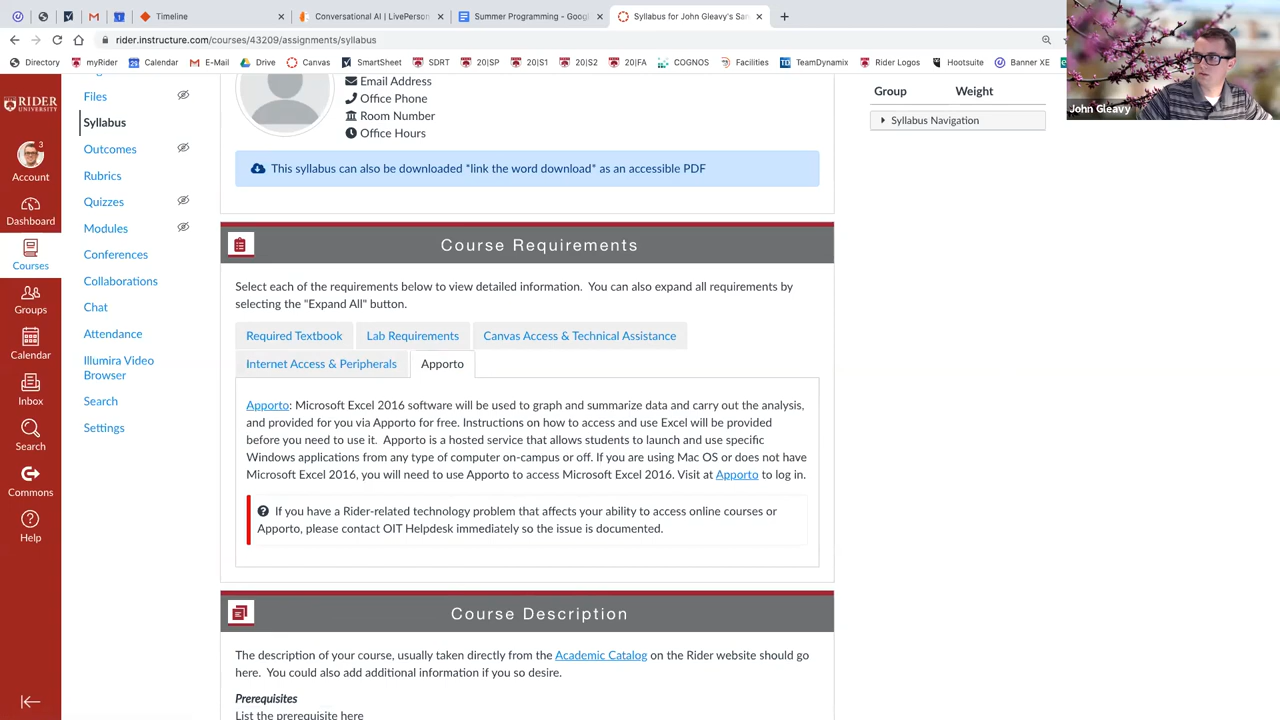 Timeline
Conversational AI | LivePerson
Summer Programming - Goog
Syllabus for John Gleavy's San
rider.instructure.com/courses/43209/assignments/syllabus
Directory myRider Calendar E-Mail Drive Canvas SmartSheet SDRT 20|SP 20|S1 20|S2 20|FA COGNOS Facilities TeamDynamix Rider Logos Hootsuite Banner XE
John Gleavy
RIDER
UNIVERSITY
3
Account
Dashboard
Courses
Groups
Calendar
Inbox
Search
Commons
Help
Files
Syllabus
Outcomes
Rubrics
Quizzes
Modules
Conferences
Collaborations
Chat
Attendance
Illumira Video
Browser
Search
Settings
Email Address
Office Phone
Room Number
Office Hours
This syllabus can also be downloaded *link the word download* as an accessible PDF
Course Requirements
Select each of the requirements below to view detailed information. You can also expand all requirements by
selecting the "Expand All" button.
Required Textbook Lab Requirements Canvas Access & Technical Assistance
Internet Access & Peripherals Apporto
Apporto: Microsoft Excel 2016 software will be used to graph and summarize data and carry out the analysis,
and provided for you via Apporto for free. Instructions on how to access and use Excel will be provided
before you need to use it. Apporto is a hosted service that allows students to launch and use specific
Windows applications from any type of computer on-campus or off. If you are using Mac OS or does not have
Microsoft Excel 2016, you will need to use Apporto to access Microsoft Excel 2016. Visit at Apporto to log in.
If you have a Rider-related technology problem that affects your ability to access online courses or
Apporto, please contact OIT Helpdesk immediately so the issue is documented.
Course Description
The description of your course, usually taken directly from the Academic Catalog on the Rider website should go
here. You could also add additional information if you so desire.
Prerequisites
List the prerequisite here
Group Weight
Syllabus Navigation